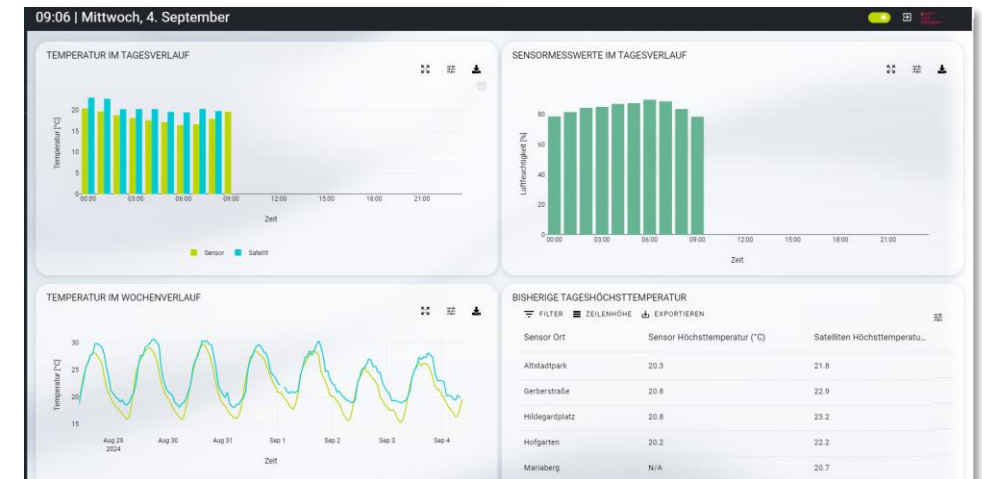 09:06 | Mittwoch, 4. September
TEMPERATUR IM TAGESVERLAUF
Temperatur [°C]
20
15
10
5
0
00:00 03:00 06:00 09:00 12:00 15:00 18:00 21:00
Zeit
Sensor Satellit
SENSORMESSWERTE IM TAGESVERLAUF
Luftfeuchtigkeit [%]
80
60
40
20
0
00:00 03:00 06:00 09:00 12:00 15:00 18:00 21:00
Zeit
TEMPERATUR IM WOCHENVERLAUF
Temperatur [°C]
30
25
20
15
Aug 29 Aug 30 Aug 31 Sep 1 Sep 2 Sep 3 Sep 4
2024
Zeit
BISHERIGE TAGESHÖCHSTTEMPERATUR
FILTER ZEILENHÖHE EXPORTIEREN
Sensor Ort Sensor Höchsttemperatur (°C) Satelliten Höchsttemperatu...
Altstadtpark 20.3 21.8
Gerberstraße 20.8 22.9
Hildegardplatz 20.8 23.2
Hofgarten 20.2 22.2
Mariaberg N/A 20.7